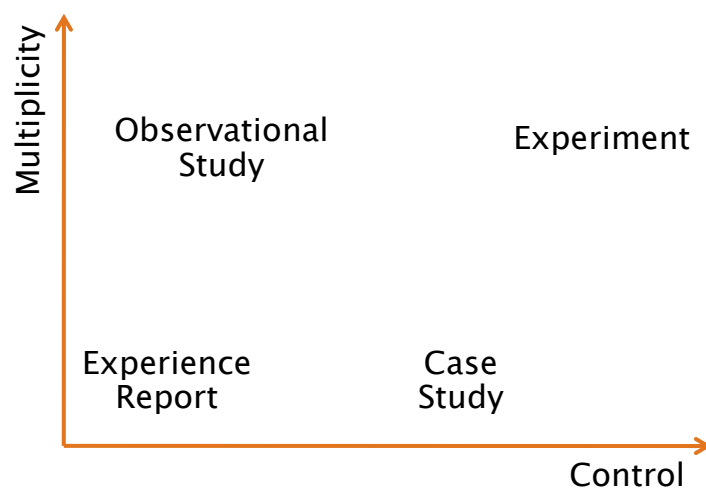 Multiplicity
Observational
Study
Experiment
Experience
Report
Case
Study
Control